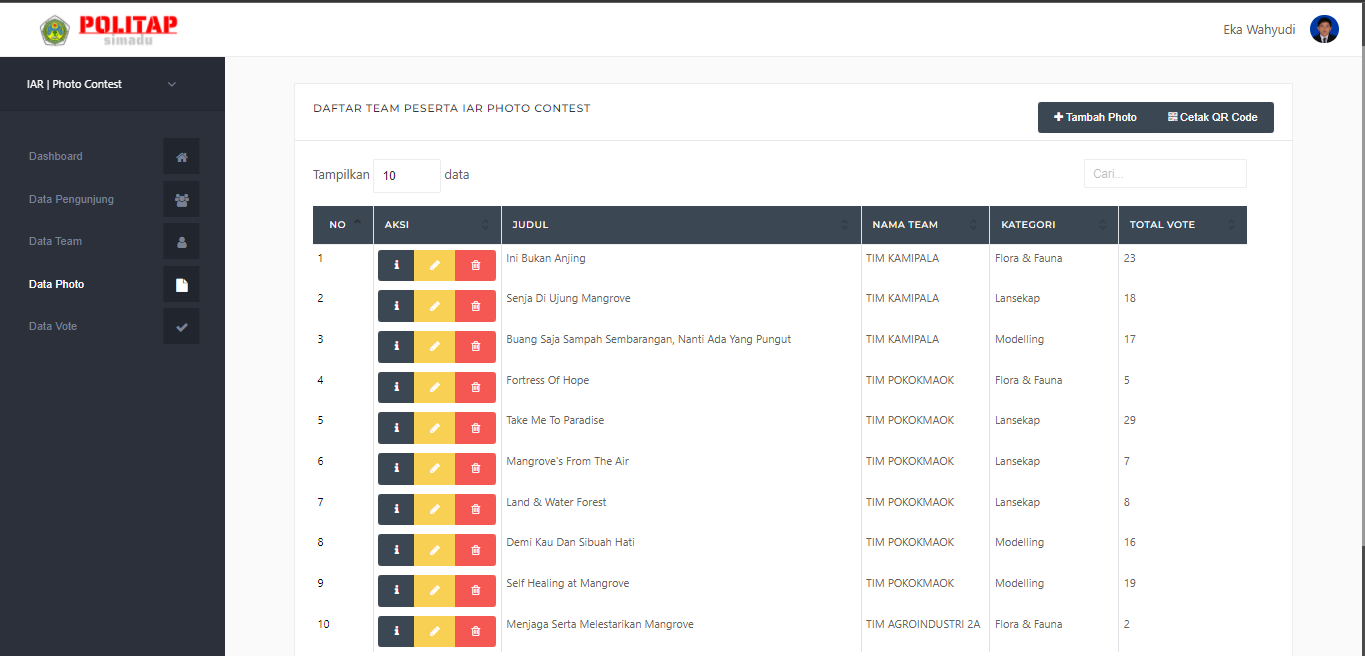 POLITAP
simadu
Eka Wahyudi
IAR | Photo Contest
Dashboard
Data Pengunjung
Data Team
Data Photo
Data Vote
DAFTAR TEAM PESERTA IAR PHOTO CONTEST
Tambah Photo Cetak QR Code
Tampilkan 10 data Cari...
NO AKSI JUDUL NAMA TEAM KATEGORI TOTAL VOTE
1 Ini Bukan Anjing TIM KAMIPALA Flora & Fauna 23
2 Senja Di Ujung Mangrove TIM KAMIPALA Lansekap 18
3 Buang Saja Sampah Sembarangan, Nanti Ada Yang Pungut TIM KAMIPALA Modelling 17
4 Fortress Of Hope TIM POKOKMAOK Flora & Fauna 5
5 Take Me To Paradise TIM POKOKMAOK Lansekap 29
6 Mangrove's From The Air TIM POKOKMAOK Lansekap 7
7 Land & Water Forest TIM POKOKMAOK Lansekap 8
8 Demi Kau Dan Sibuah Hati TIM POKOKMAOK Modelling 16
9 Self Healing at Mangrove TIM POKOKMAOK Modelling 19
10 Menjaga Serta Melestarikan Mangrove TIM AGROINDUSTRI 2A Flora & Fauna 2